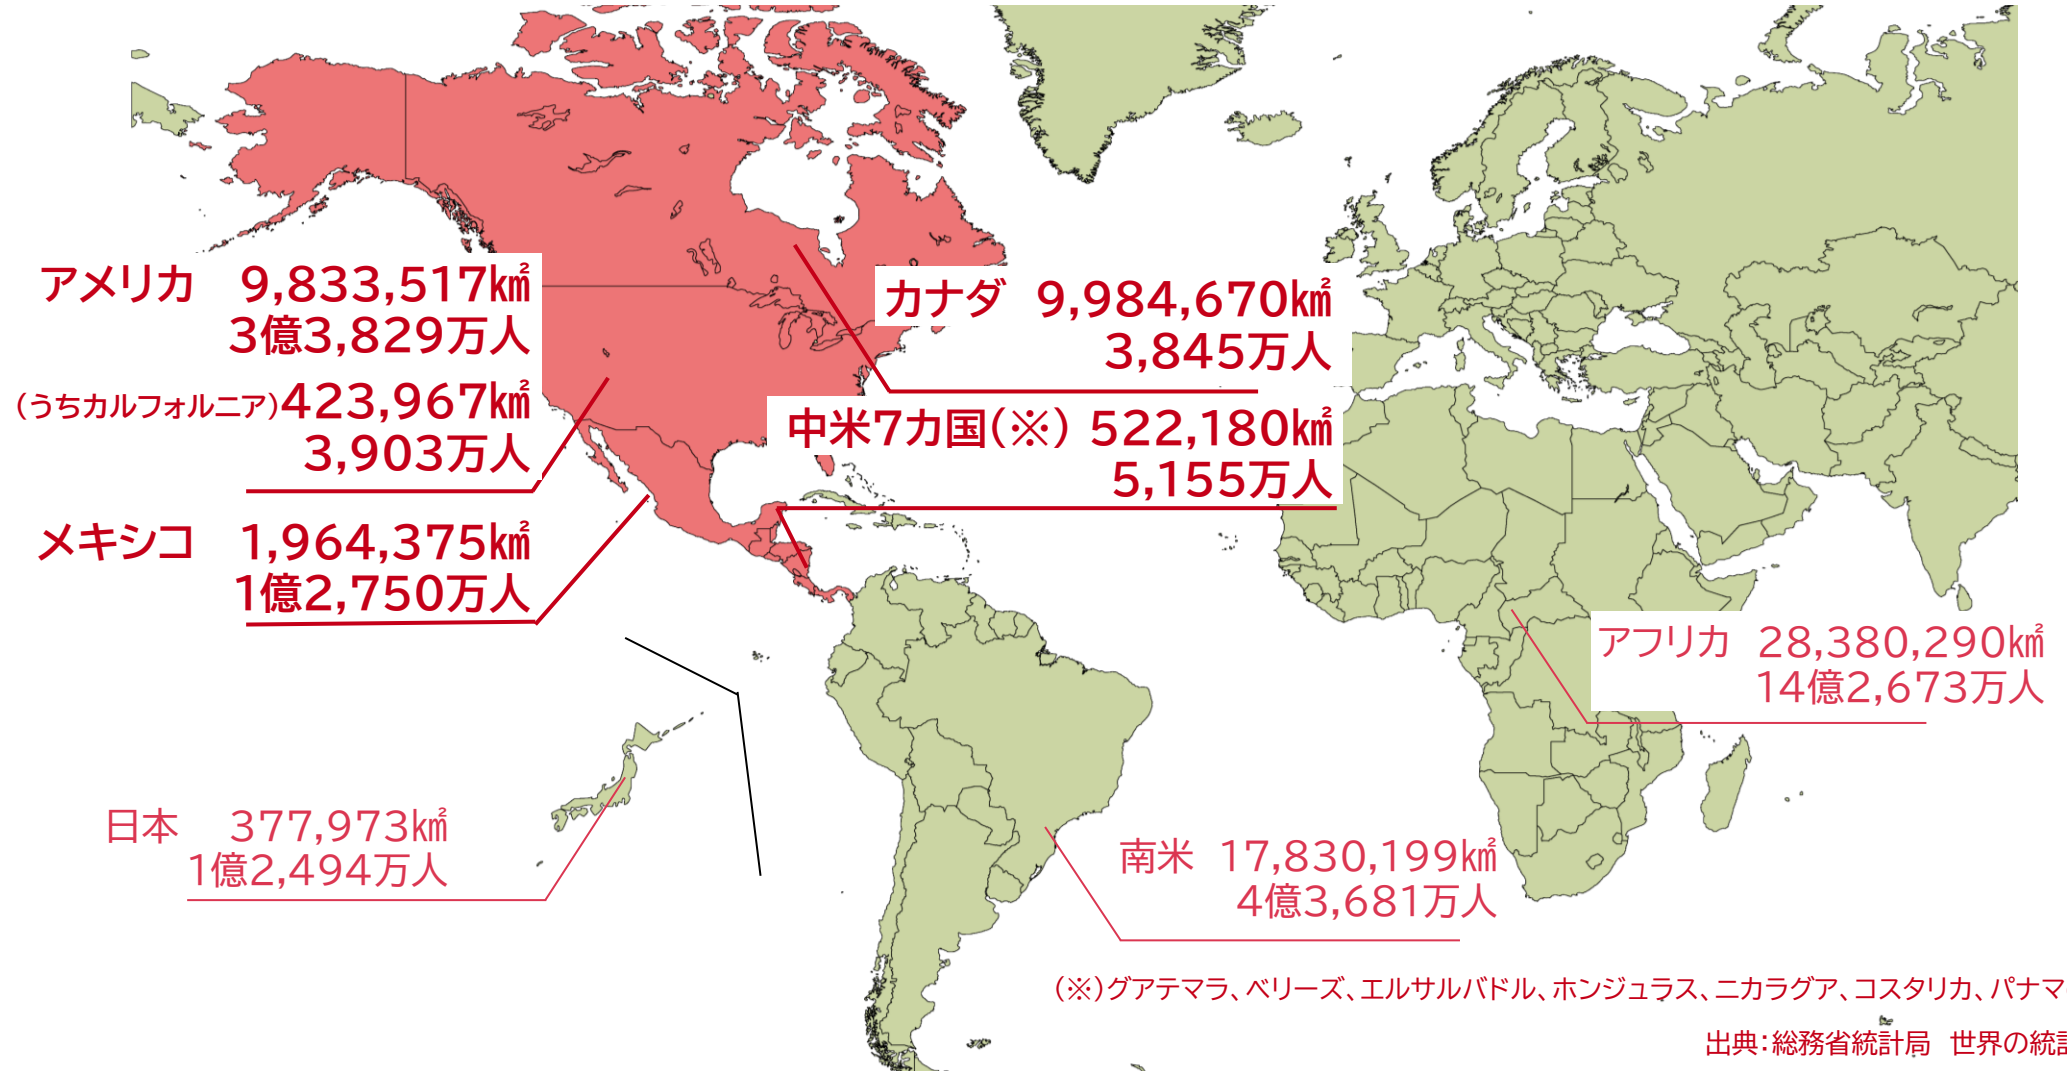 アメリカ 9,833,517㎢
3億3,829万人
(うちカルフォルニア)423,967㎢
3,903万人
メキシコ 1,964,375㎢
1億2,750万人
カナダ 9,984,670㎢
3,845万人
中米7カ国(※) 522,180㎢
5,155万人
アフリカ 28,380,290㎢
14億2,673万人
日本 377,973㎢
1億2,494万人
南米 17,830,199㎢
4億3,681万人
(※)グアテマラ、ベリーズ、エルサルバドル、ホンジュラス、ニカラグア、コスタリカ、パナマ
出典:総務省統計局 世界の統